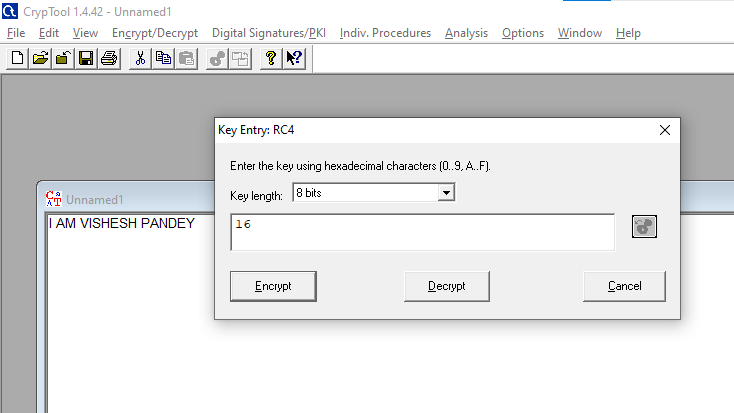 CrypTool 1.4.42 - Unnamed1
File Edit View Encrypt/Decrypt Digital Signatures/PKI Indiv. Procedures Analysis Options Window Help
Key Entry: RC4
Enter the key using hexadecimal characters (0..9, A..F).
Key length: 8 bits
16
Encrypt Decrypt Cancel
Unnamed1
I AM VISHESH PANDEY